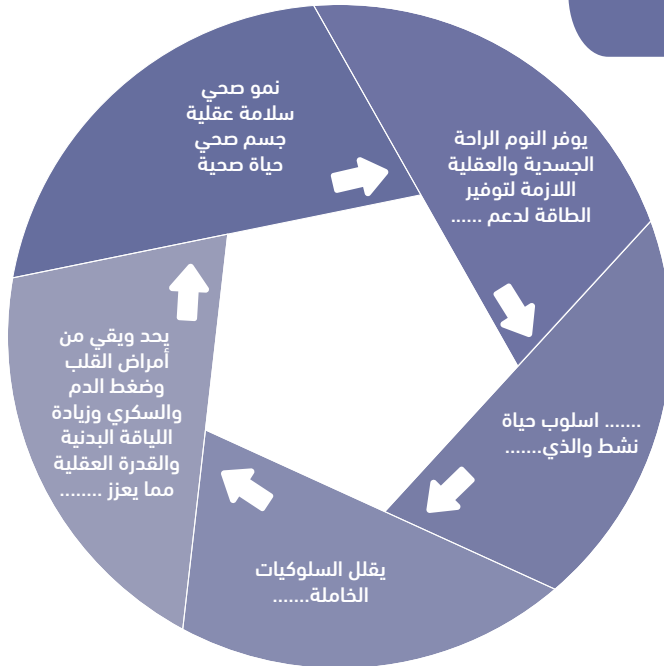 نمو صحي
سلامة عقلية
جسم صحي
حياة صحية
يوفر النوم الراحة
الجسدية والعقلية
اللازمة لتوفير
الطاقة لدعم ......
....... اسلوب حياة
نشط والذي.......
يقلل السلوكيات
الخاملة.......
يحد ويقي من
أمراض القلب
وضغط الدم
والسكري وزيادة
اللياقة البدنية
والقدرة العقلية
مما يعزز ........